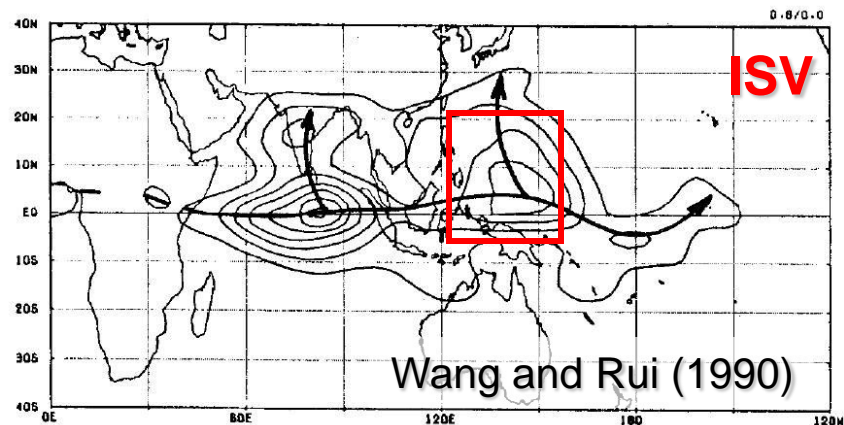 0.8/0.0
40N
ISV
30N
20N
10N
EQ
10S
20S
30S
Wang and Rui (1990)
40S
0E 60E 120E 180 120W